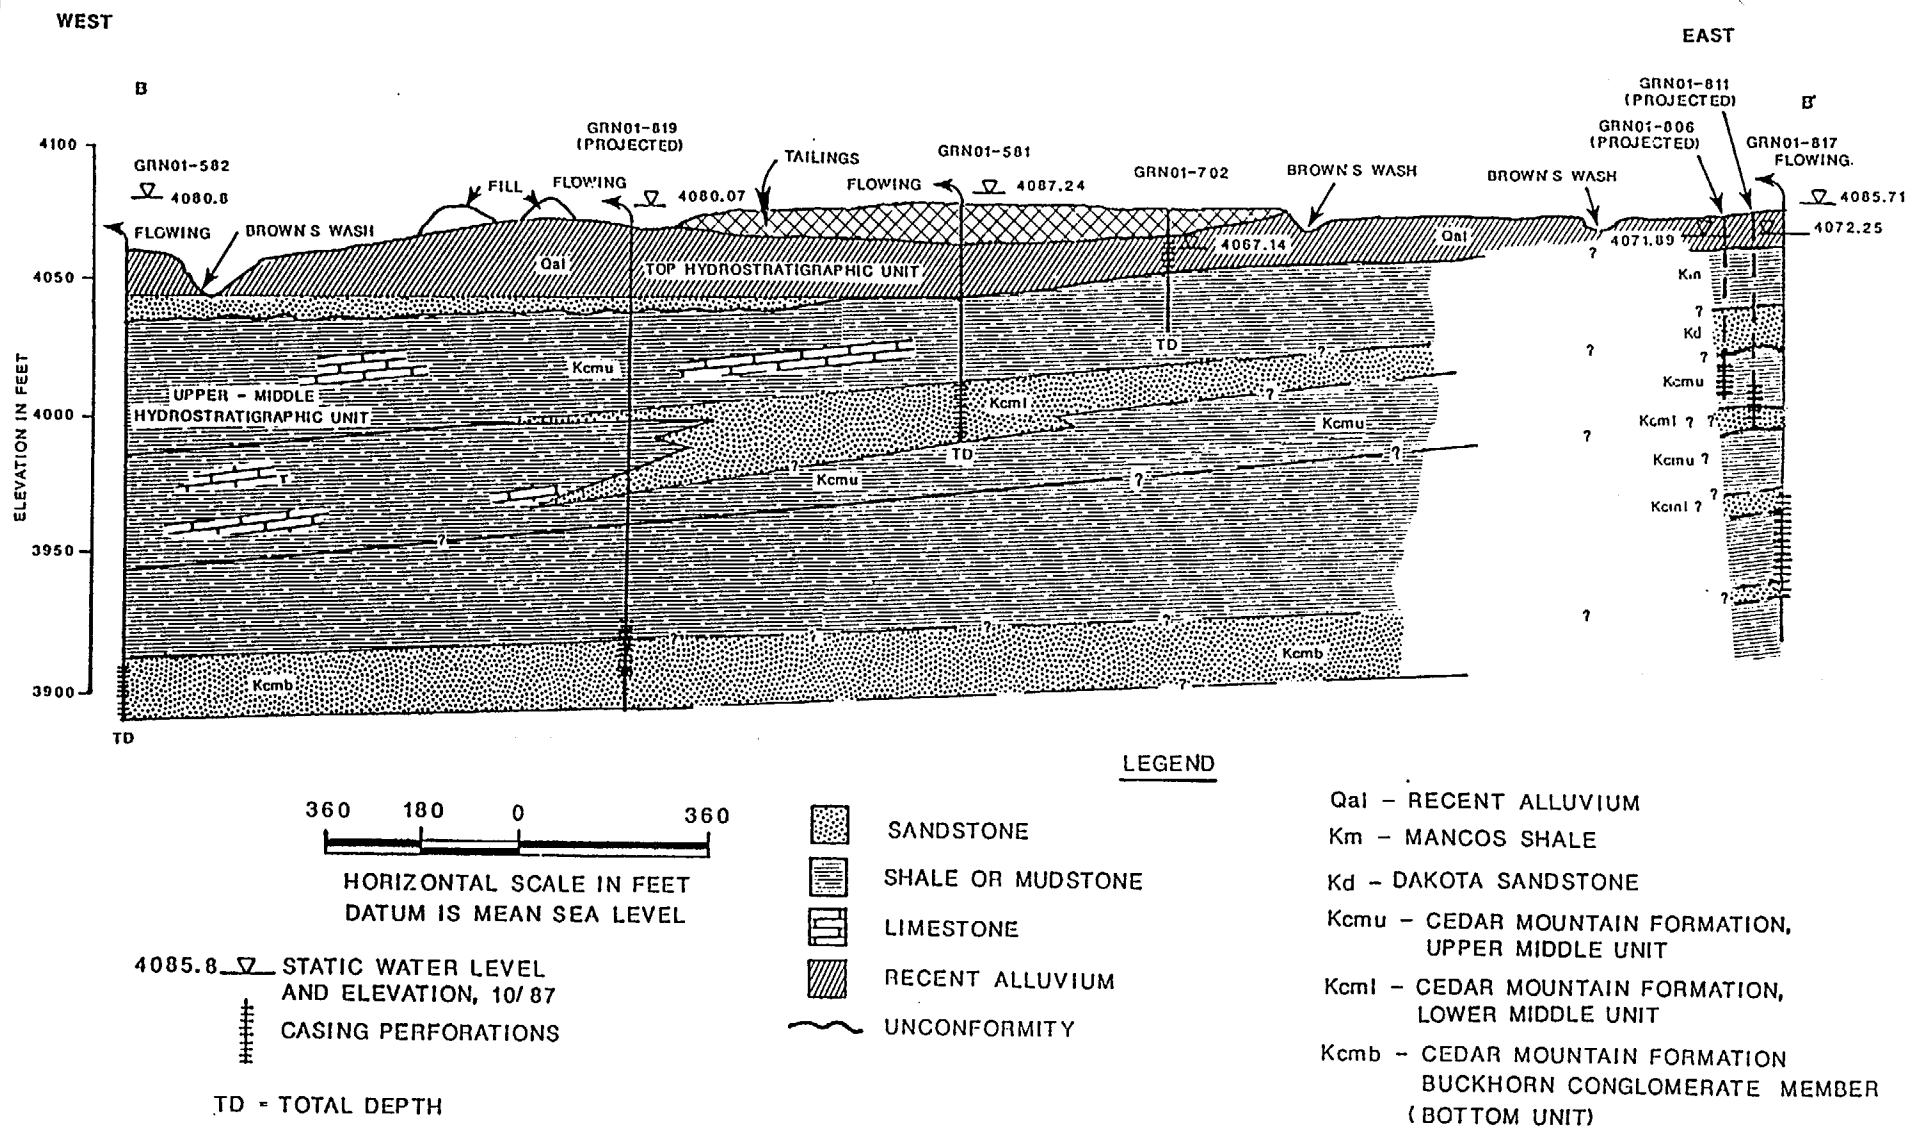 WEST
EAST
B
B'
GRN01-811
(PROJECTED)
GRN01-806
(PROJECTED)
GRN01-817
FLOWING.
GRN01-819
(PROJECTED)
4100
GRN01-582
4080.8
FILL
FLOWING
4080.07
TAILINGS
GRN01-581
FLOWING
4087.24
GRN01-702
BROWN'S WASH
BROWN'S WASH
4085.71
4072.25
FLOWING
BROWN'S WASH
Qal
TOP HYDROSTRATIGRAPHIC UNIT
4067.14
Qal
4071.89
?
4050
Km
?
Kd
?
TD
?
?
Kcmu
Kcmu
UPPER - MIDDLE
HYDROSTRATIGRAPHIC UNIT
4000
Kcml
?
Kcmu
Kcml ? ?
?
TD
?
Kcmu
?
?
Kcmu ?
?
Kcml ?
ELEVATION IN FEET
3950
?
?
?
?
?
?
?
?
?
Kcmb
Kcmb
?
3900
TD
LEGEND
360 180 0 360
HORIZONTAL SCALE IN FEET
DATUM IS MEAN SEA LEVEL
4085.8 STATIC WATER LEVEL
AND ELEVATION, 10/87
CASING PERFORATIONS
TD = TOTAL DEPTH
SANDSTONE
SHALE OR MUDSTONE
LIMESTONE
RECENT ALLUVIUM
UNCONFORMITY
Qal - RECENT ALLUVIUM
Km - MANCOS SHALE
Kd - DAKOTA SANDSTONE
Kcmu - CEDAR MOUNTAIN FORMATION,
UPPER MIDDLE UNIT
Kcml - CEDAR MOUNTAIN FORMATION,
LOWER MIDDLE UNIT
Kcmb - CEDAR MOUNTAIN FORMATION
BUCKHORN CONGLOMERATE MEMBER
(BOTTOM UNIT)